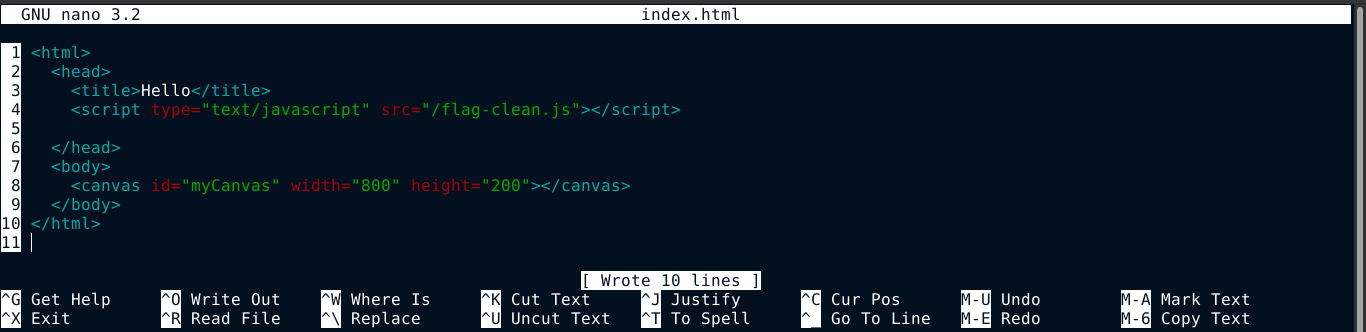 GNU nano 3.2 index.html
1 <html>
2   <head>
3     <title>Hello</title>
4     <script type="text/javascript" src="/flag-clean.js"></script>
5
6   </head>
7   <body>
8     <canvas id="myCanvas" width="800" height="200"></canvas>
9   </body>
10 </html>
11
[ Wrote 10 lines ]
^G Get Help ^O Write Out ^W Where Is ^K Cut Text ^J Justify ^C Cur Pos M-U Undo M-A Mark Text
^X Exit ^R Read File ^\ Replace ^U Uncut Text ^T To Spell ^_ Go To Line M-E Redo M-6 Copy Text